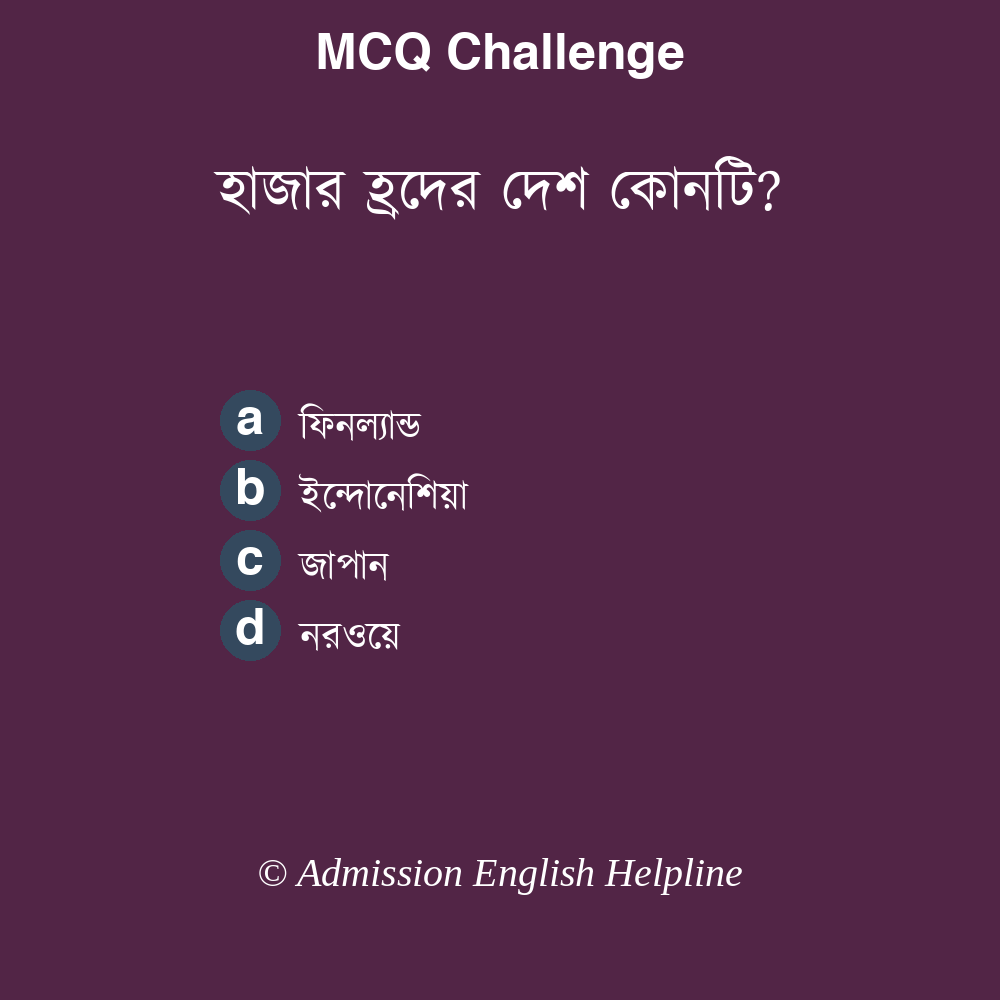 MCQ Challenge
হাজার হ্রদের দেশ কোনটি?
a ফিনল্যান্ড
b ইন্দোনেশিয়া
c জাপান
d নরওয়ে
© Admission English Helpline